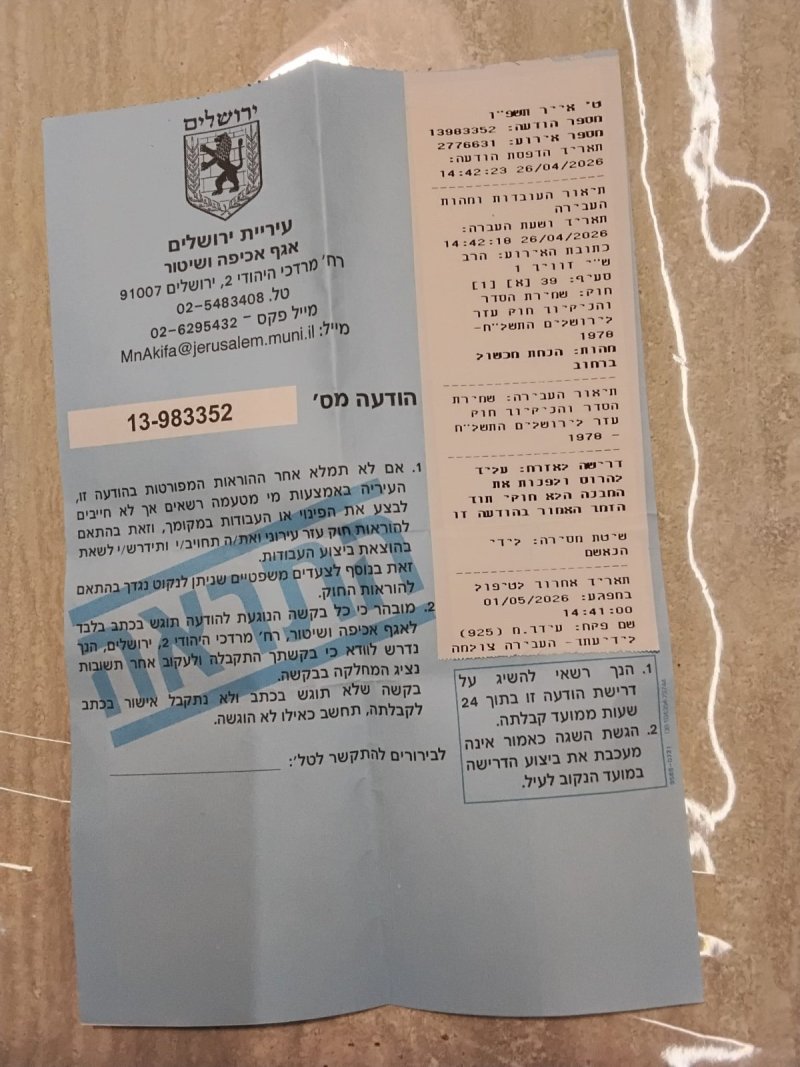 ירושלים
עיריית ירושלים
אגף אכיפה ושיטור
רח' מרדכי היהודי 2, ירושלים 91007
טל. 02-5483408
מייל פקס - 02-6295432
מייל: MnAkifa@jerusalem.muni.il
הודעה מס'
13-983352
1. אם לא תמלא אחר ההוראות המפורטות בהודעה זו,
העיריה באמצעות מי מטעמה רשאים אך לא חייבים
לבצע את הפינוי או העבודות במקומך, וזאת בהתאם
להוראות חוק עזר עירוני ואת/ה תחויב/י ותידרש/י לשאת
בהוצאת ביצוע העבודות.
זאת בנוסף לצעדים משפטיים שניתן לנקוט נגדך בהתאם
להוראות החוק.
2. מובהר כי כל בקשה הנוגעת להודעה תוגש בכתב בלבד
לאגף אכיפה ושיטור, רח' מרדכי היהודי 2, ירושלים, הנך
נדרש לוודא כי בקשתך התקבלה ולעקוב אחר תשובות
נציג המחלקה בבקשה.
בקשה שלא תוגש בכתב ולא נתקבל אישור בכתב
לקבלתה, תחשב כאילו לא הוגשה.
לבירורים להתקשר לטל':
התראה
ט' אייר תשפ"ו
מספר הודעה: 13983352
מספר אירוע: 2776631
תאריך הדפסת הודעה:
26/04/2026 14:42:23
תיאור העובדות ומהות
העבירה
תאריך ושעת העברה:
26/04/2026 14:42:10
כתובת האירוע: הרב
ש"י זוויל 1
סעיף: 39 [א] [1]
חוק: שמירת הסדר
והניקיון חוק עזר
לירושלים התשל"ח-
1978
מהות: הנחת מכשול
ברחוב
תיאור העבירה: שמירת
הסדר והניקיון חוק
עזר לירושלים התשל"ח
- 1978
דרישה לאזרח: עליך
להרוס ולפנות את
המבנה הלא חוקי תוך
הזמן האמור בהודעה זו
שיטת מסירה: לידי
הנאשם
תאריך אחרון לטיפול
במפגע: 01/05/2026
14:41:00
שם פקח: עידד.מ (925)
לידיעתך- העבירה צולמה
1. הנך רשאי להשיג על
דרישת הודעה זו בתוך 24
שעות ממועד קבלתה.
2. הגשת השגה כאמור אינה
מעכבת את ביצוע הדרישה
במועד הנקוב לעיל.